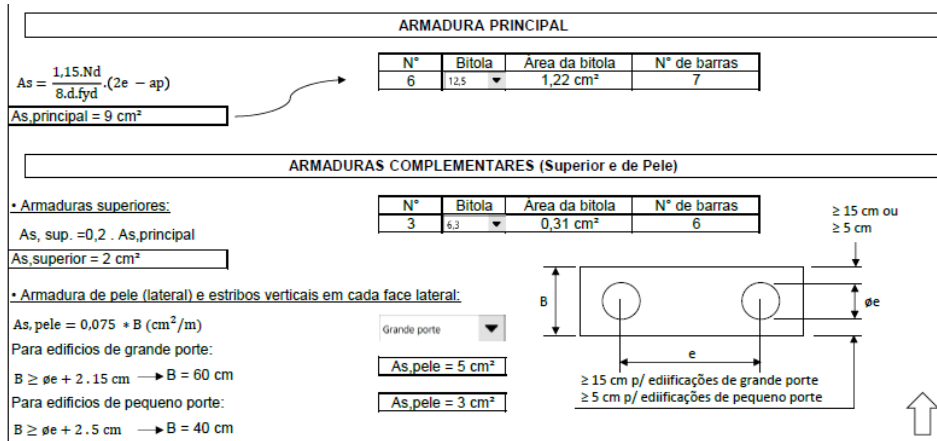 ARMADURA PRINCIPAL
As = 1,15.Nd / 8.d.fyd .(2e − ap)
As,principal = 9 cm²
N° Bitola Área da bitola N° de barras
6 12,5 1,22 cm² 7
ARMADURAS COMPLEMENTARES (Superior e de Pele)
• Armaduras superiores:
As, sup. =0,2 . As,principal
As,superior = 2 cm²
N° Bitola Área da bitola N° de barras
3 6,3 0,31 cm² 6
• Armadura de pele (lateral) e estribos verticais em cada face lateral:
As, pele = 0,075 * B (cm²/m)
Grande porte
Para edificios de grande porte:
B ≥ øe + 2 . 15 cm → B = 60 cm
As,pele = 5 cm²
Para edificios de pequeno porte:
B ≥ øe + 2 . 5 cm → B = 40 cm
As,pele = 3 cm²
≥ 15 cm ou
≥ 5 cm
B
øe
e
≥ 15 cm p/ ediificações de grande porte
≥ 5 cm p/ ediificações de pequeno porte